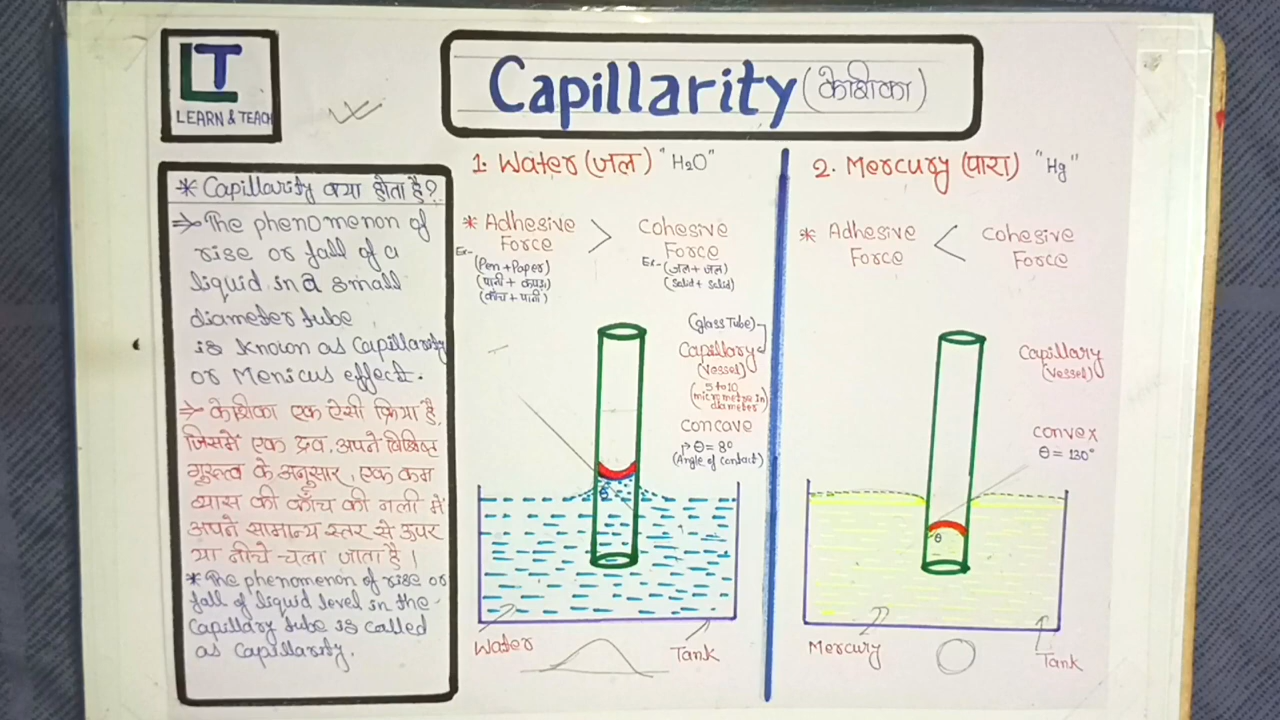 LT
LEARN & TEACH
Capillarity (केशीका)
* Capillarity क्या होता है?
⇒ The phenomenon of
rise or fall of a
liquid in a small
diameter tube
is known as Capillarity
or Menicus effect.
→ केशीका एक ऐसी क्रिया है,
जिसमें एक द्रव, अपने विशिष्ट
गुरुत्व के अनुसार, एक कम
व्यास की काँच की नली में
अपने सामान्य स्तर से ऊपर
या नीचे चला जाता है।
* The phenomenon of rise or
fall of liquid level in the
Capillary tube is called
as Capillarity.
1. Water (जल) "H₂O"
* Adhesive Force > Cohesive Force
Ex- (Pen + Paper)
(पानी + कपड़ा)
(काँच + पानी)
Ex- (जल + जल)
(Solid + Solid)
(glass Tube)
Capillary
(Vessel)
(5 to 10
micrometre in
diameter)
concave
θ = 8°
(Angle of contact)
θ
Water
Tank
2. Mercury (पारा) "Hg"
* Adhesive Force < Cohesive Force
Capillary
(Vessel)
convex
θ = 130°
θ
Mercury
Tank